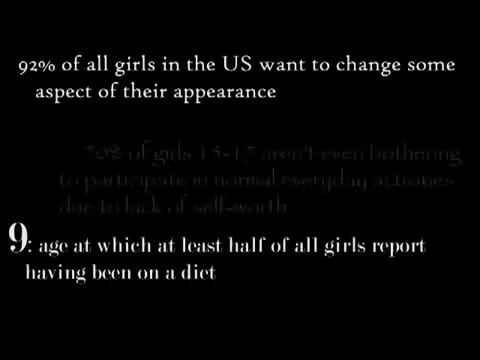 92% of all girls in the US want to change some
aspect of their appearance
70% of girls 15-17 aren't even bothering
to participate in normal everyday activities
due to lack of self-worth
9: age at which at least half of all girls report
having been on a diet